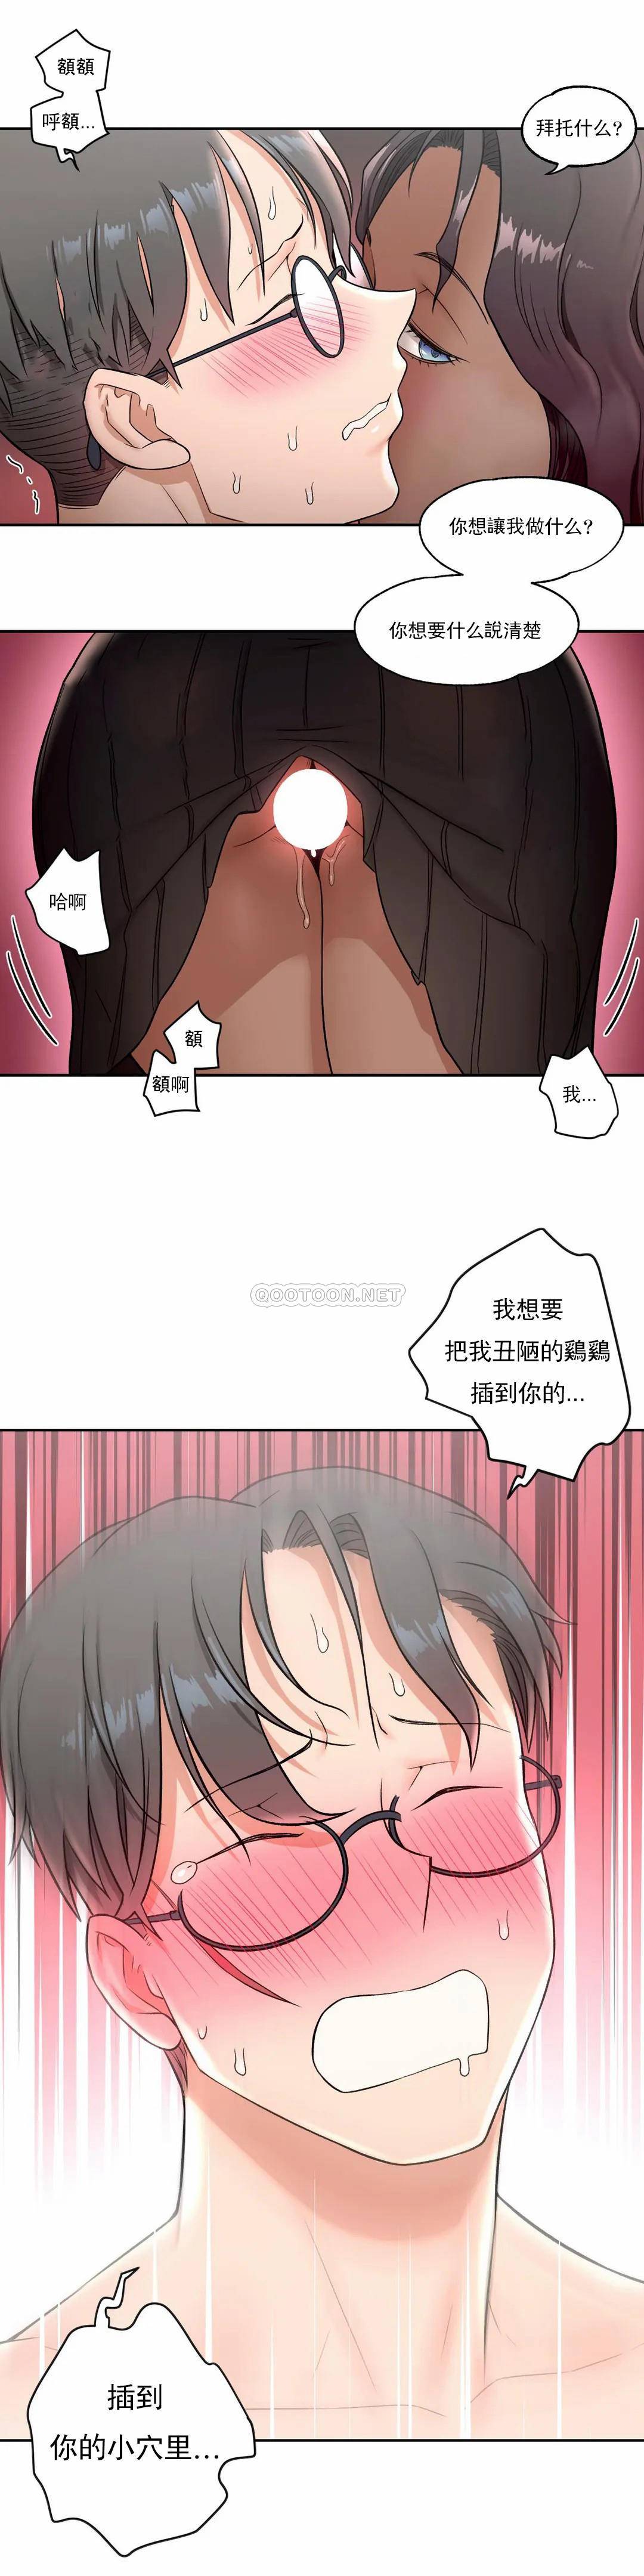 額額
呼額...
拜托什么?
你想讓我做什么?
你想要什么說清楚
哈啊
額
額啊
我...
QOOTOON.NET
我想要
把我丑陋的鷄鷄
插到你的...
插到
你的小穴里...